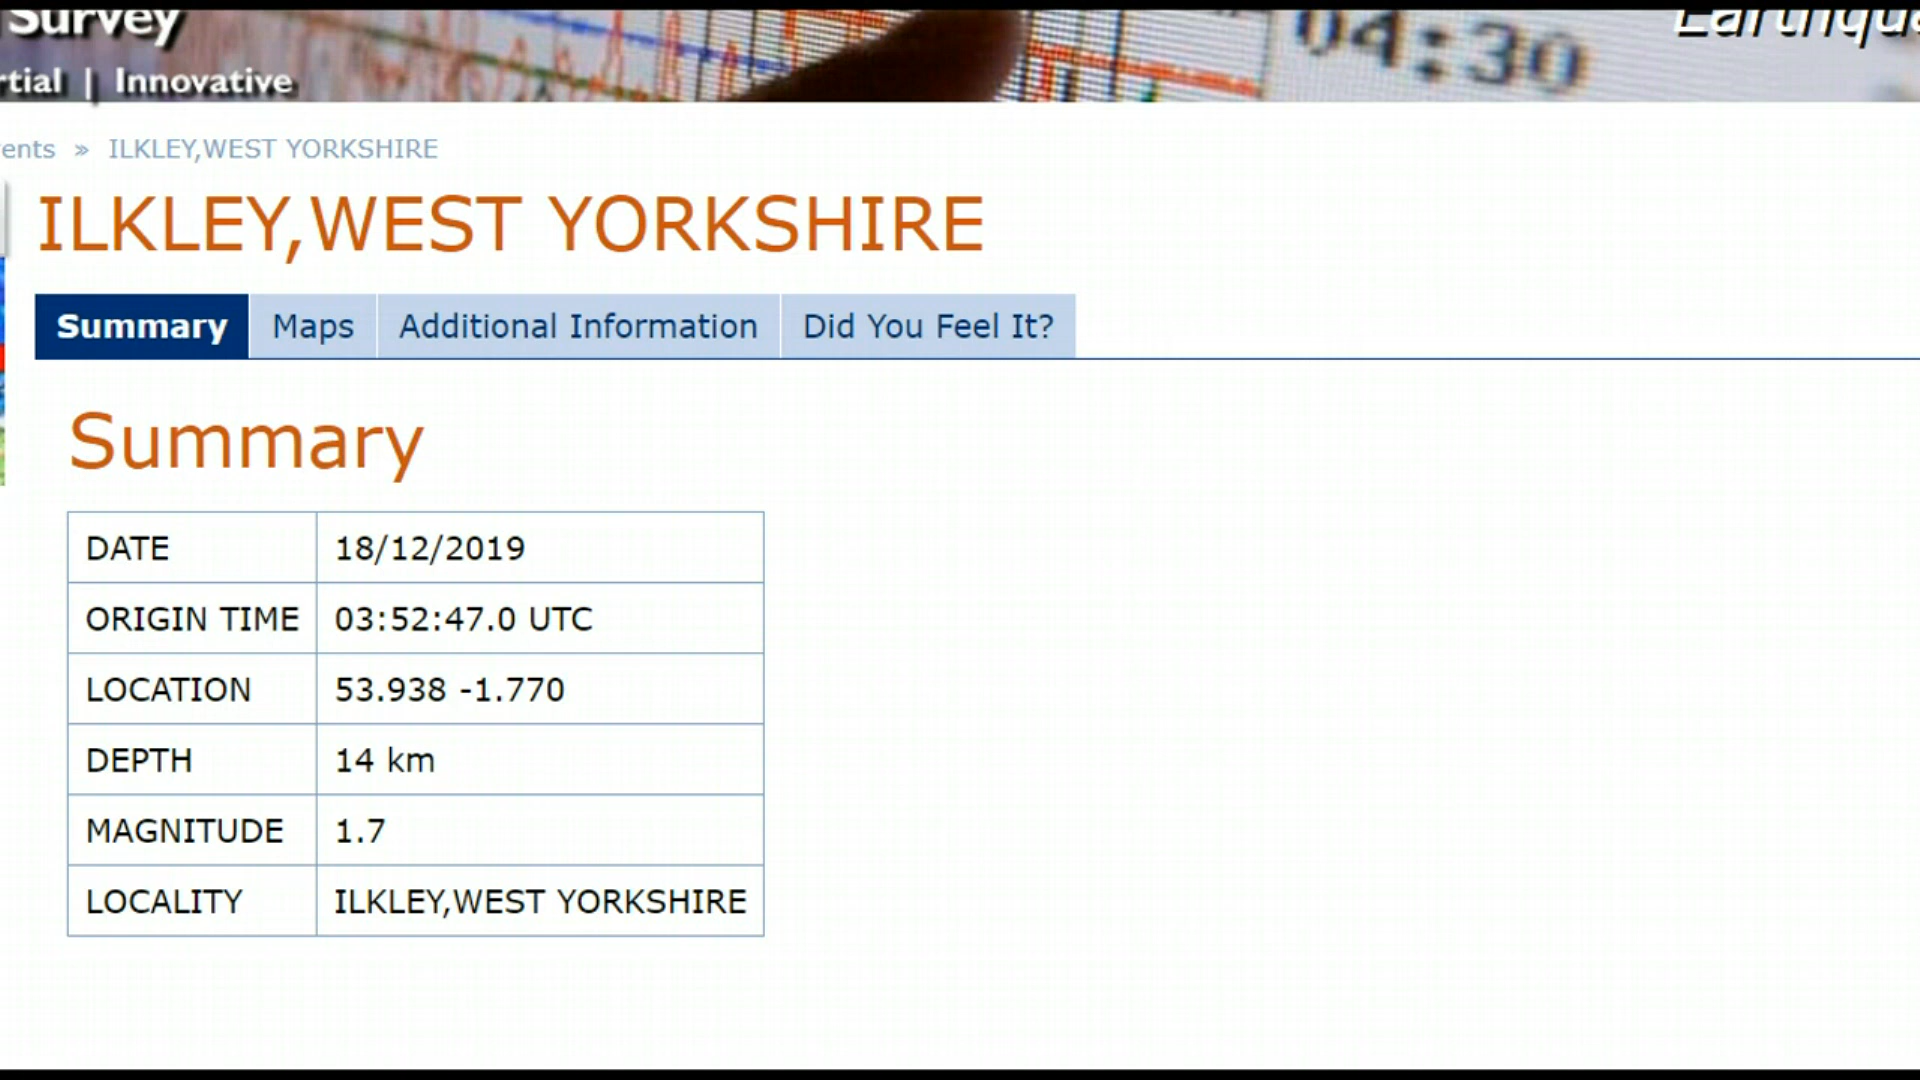 Survey
04:30
rtial | Innovative
ents » ILKLEY,WEST YORKSHIRE
ILKLEY,WEST YORKSHIRE
Summary Maps Additional Information Did You Feel It?
Summary
DATE 18/12/2019
ORIGIN TIME 03:52:47.0 UTC
LOCATION 53.938 -1.770
DEPTH 14 km
MAGNITUDE 1.7
LOCALITY ILKLEY,WEST YORKSHIRE